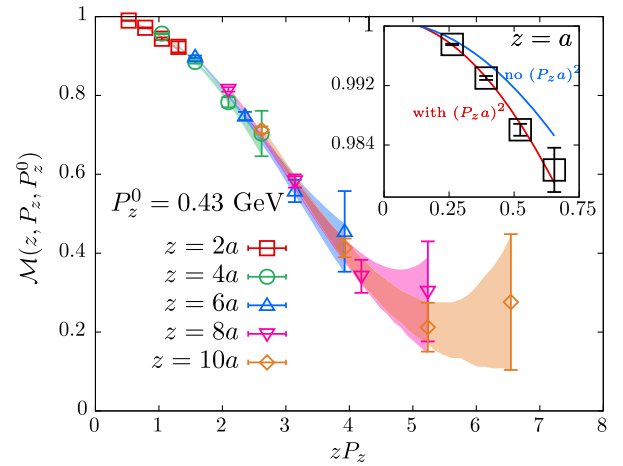 1
0.8
0.6
0.4
0.2
0
0 1 2 3 4 5 6 7 8
zP_z
M(z, P_z, P_z^0)
P_z^0 = 0.43 GeV
z = 2a
z = 4a
z = 6a
z = 8a
z = 10a
1
0.992
0.984
0 0.25 0.5 0.75
z = a
no (P_z a)^2
with (P_z a)^2